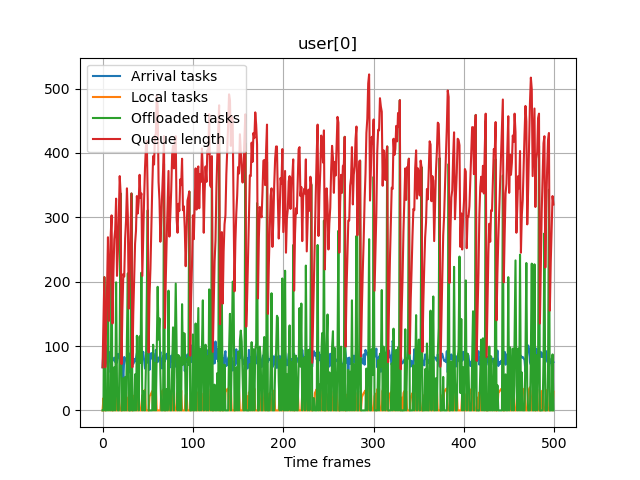 user[0]
Arrival tasks
Local tasks
Offloaded tasks
Queue length
500
400
300
200
100
0
0 100 200 300 400 500
Time frames